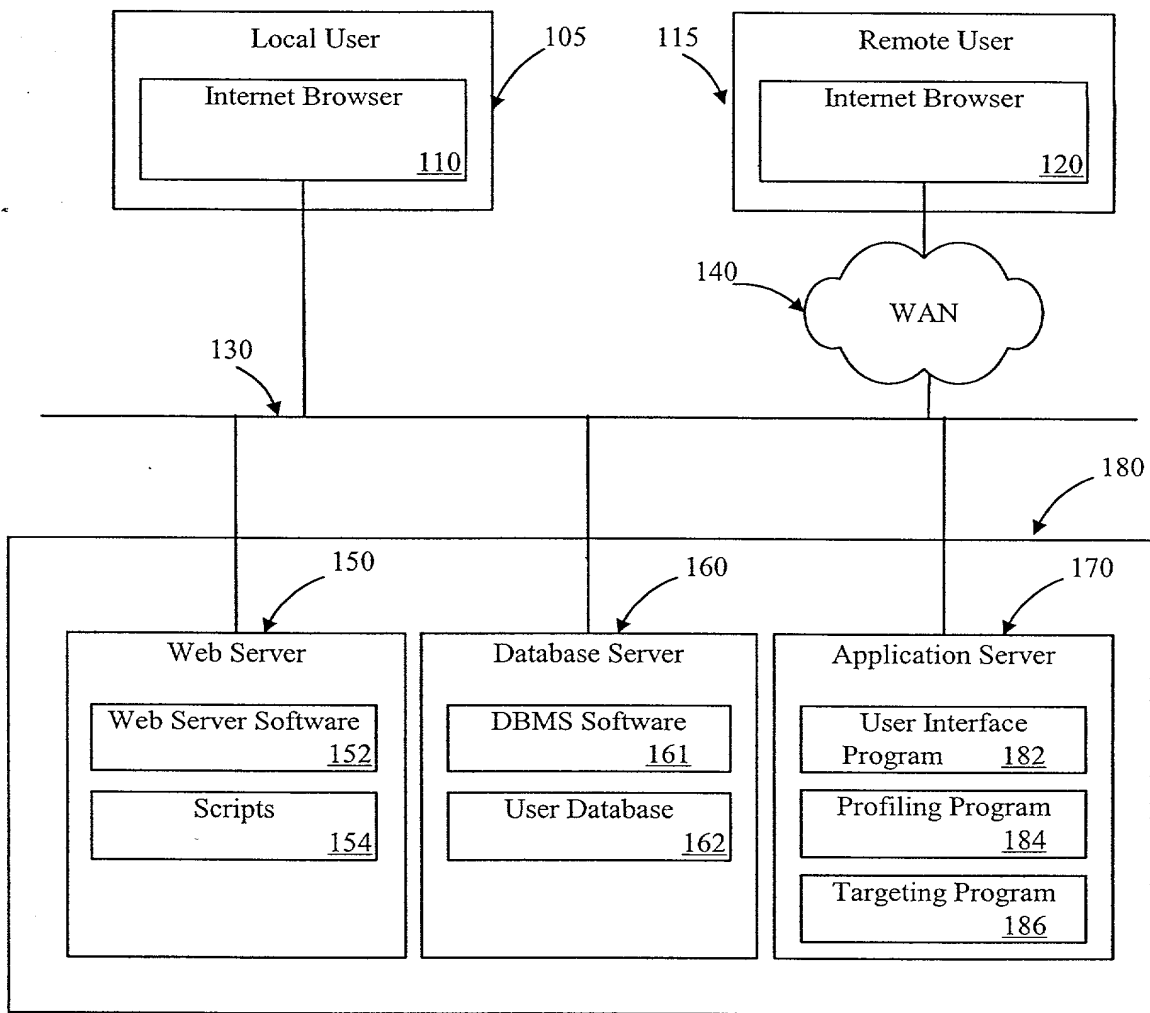 Local User
105
115
Remote User
Internet Browser
110
Internet Browser
120
140
WAN
130
180
150
160
170
Web Server
Database Server
Application Server
Web Server Software
152
DBMS Software
161
User Interface
Program 182
Scripts
154
User Database
162
Profiling Program
184
Targeting Program
186